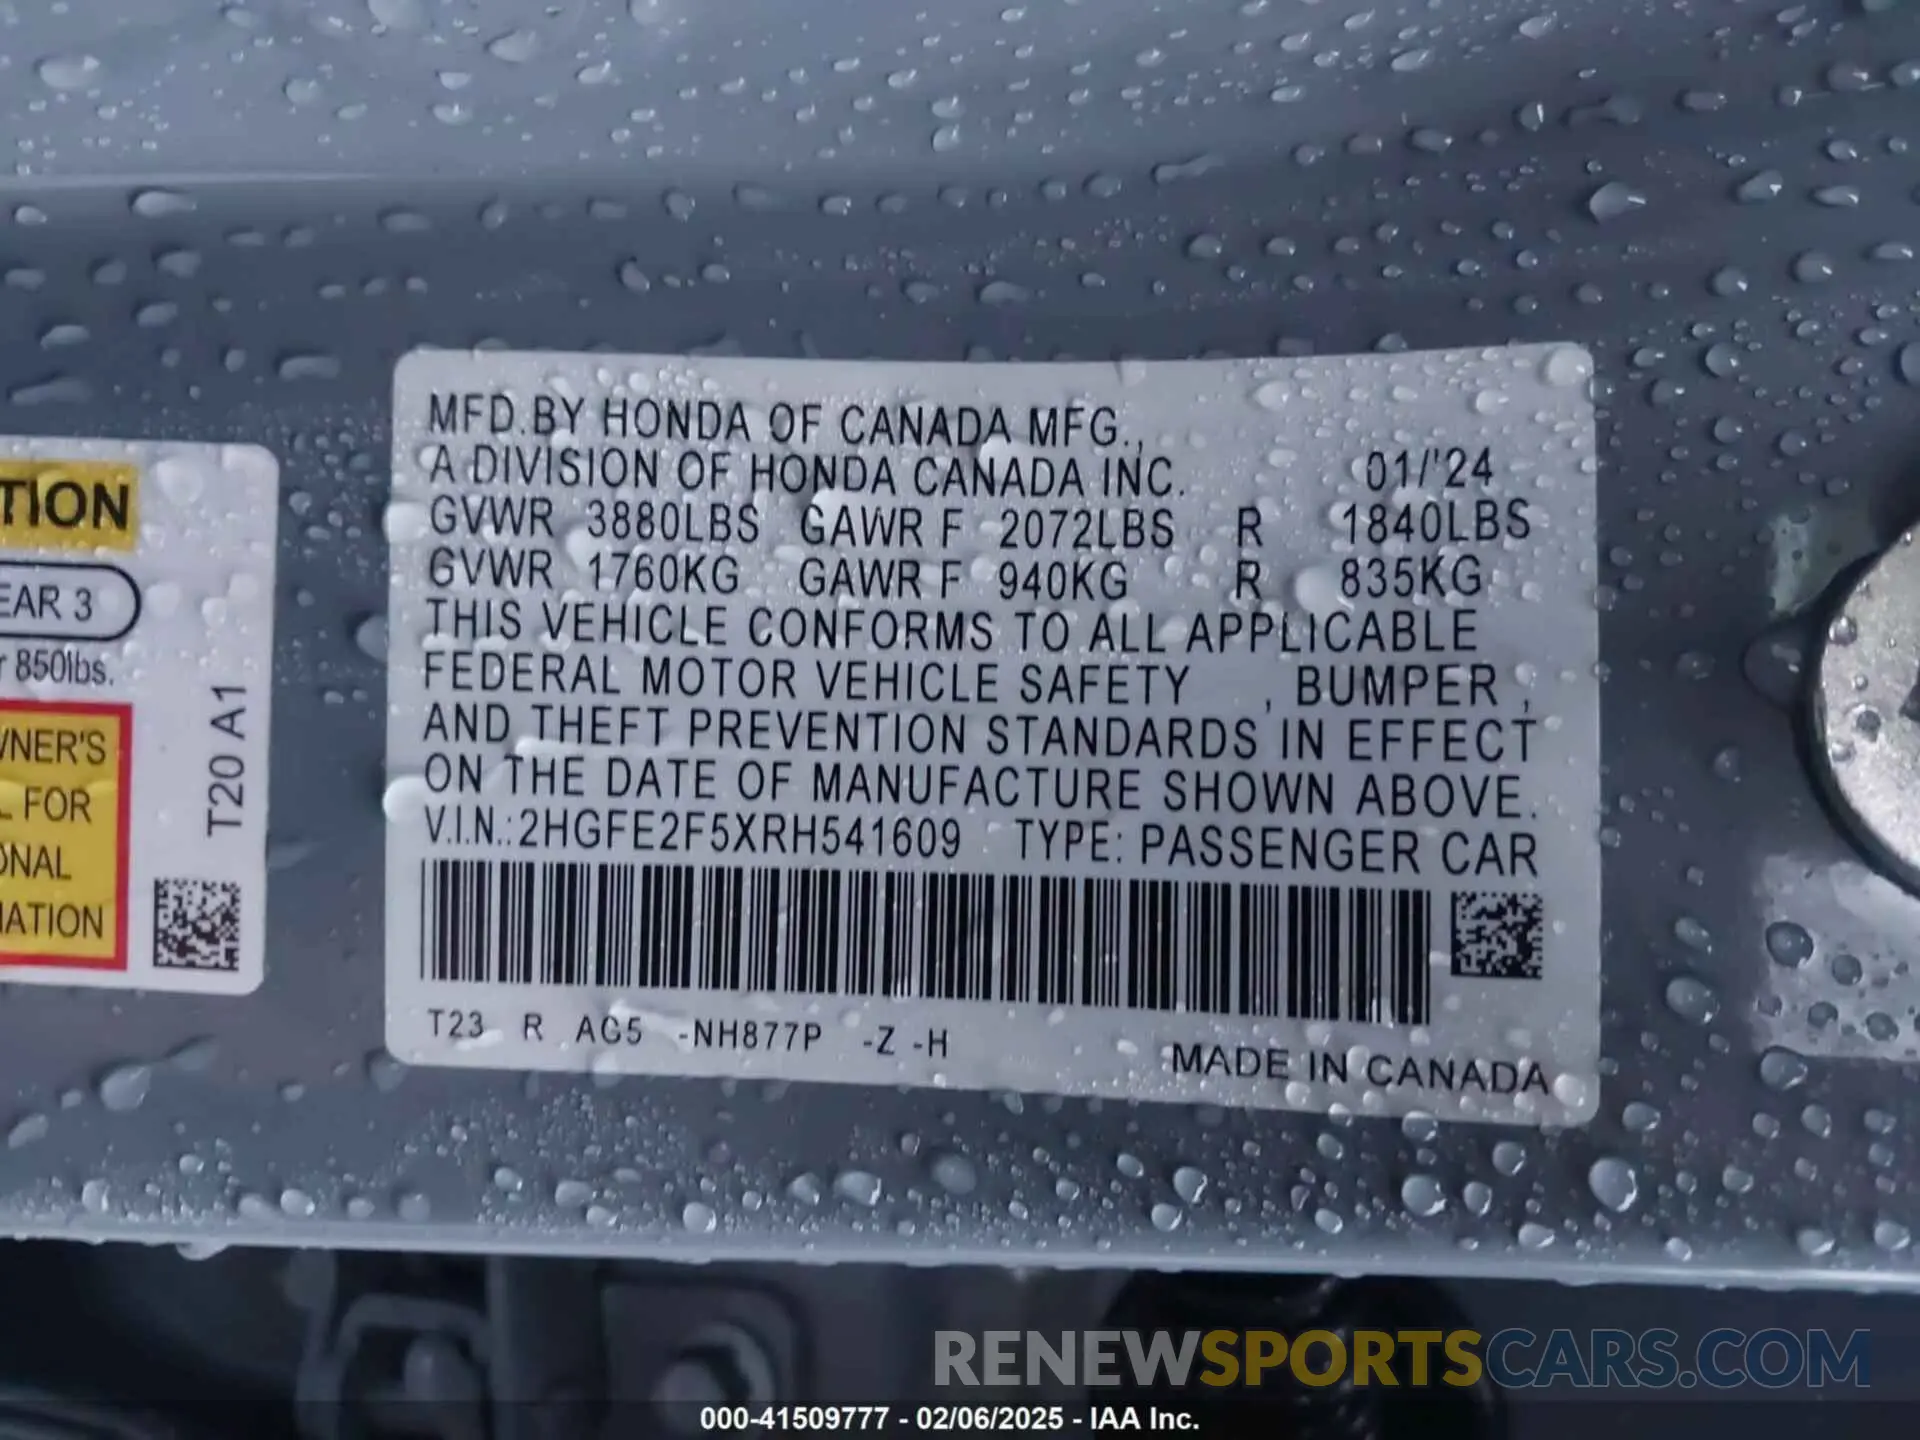 TION
EAR 3
r 850lbs.
WNER'S
L FOR
ONAL
MATION
T20 A1
MFD.BY HONDA OF CANADA MFG.,
A DIVISION OF HONDA CANADA INC. 01/'24
GVWR 3880LBS GAWR F 2072LBS R 1840LBS
GVWR 1760KG GAWR F 940KG R 835KG
THIS VEHICLE CONFORMS TO ALL APPLICABLE
FEDERAL MOTOR VEHICLE SAFETY , BUMPER ,
AND THEFT PREVENTION STANDARDS IN EFFECT
ON THE DATE OF MANUFACTURE SHOWN ABOVE.
V.I.N.:2HGFE2F5XRH541609 TYPE: PASSENGER CAR
T23 R AG5 -NH877P -Z -H
MADE IN CANADA
RENEWSPORTSCARS.COM
000-41509777 - 02/06/2025 - IAA Inc.